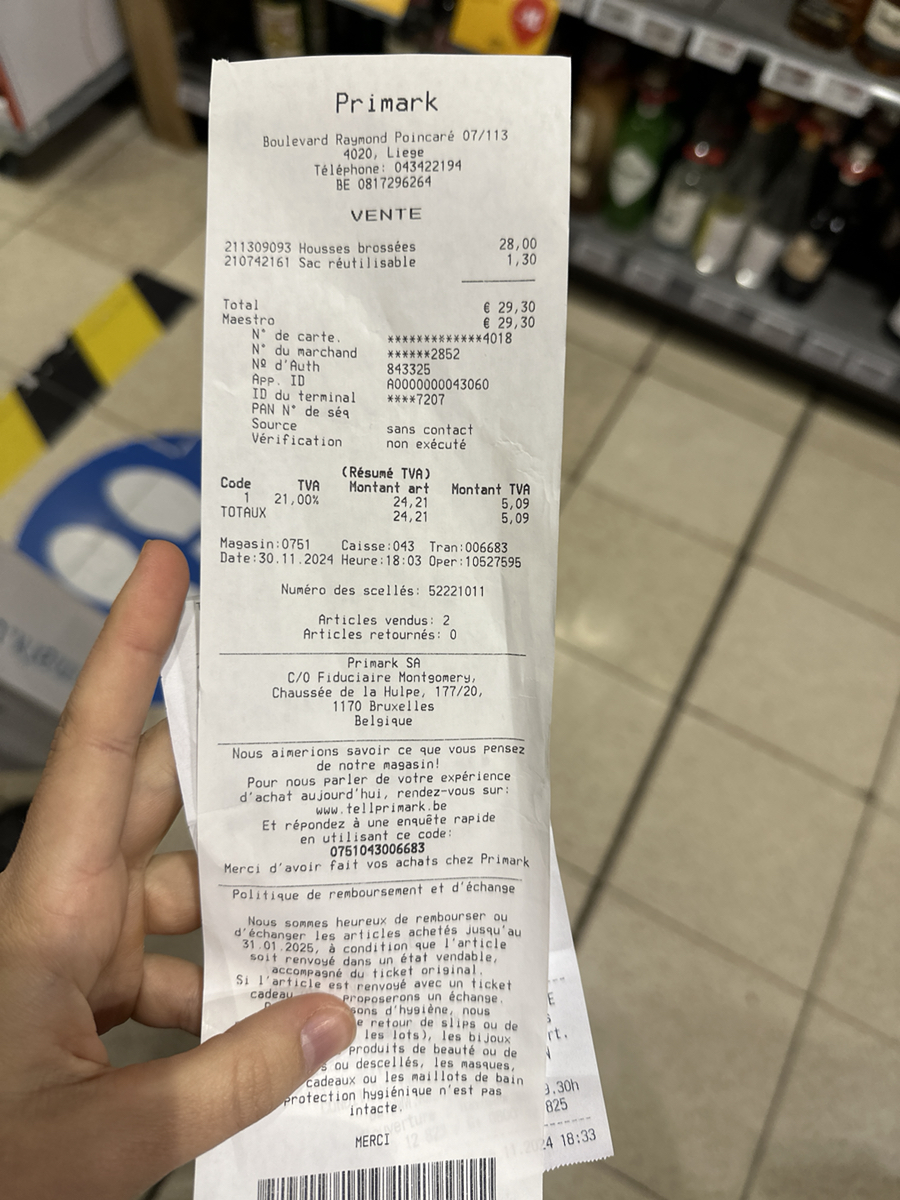 Primark
Boulevard Raymond Poincaré 07/113
4020, Liege
Téléphone: 043422194
BE 0817296264
VENTE
211309093 Housses brossées 28,00
210742161 Sac réutilisable 1,30
Total € 29,30
Maestro € 29,30
N° de carte. *************4018
N° du marchand ******2852
Nº d'Auth 843325
App. ID A0000000043060
ID du terminal ****7207
PAN N° de séq
Source sans contact
Vérification non exécuté
(Résumé TVA)
Code TVA Montant art Montant TVA
1 21,00% 24,21 5,09
TOTAUX 24,21 5,09
Magasin:0751 Caisse:043 Tran:006683
Date:30.11.2024 Heure:18:03 Oper:10527595
Numéro des scellés: 52221011
Articles vendus: 2
Articles retournés: 0
Primark SA
C/O Fiduciaire Montgomery,
Chaussée de la Hulpe, 177/20,
1170 Bruxelles
Belgique
Nous aimerions savoir ce que vous pensez
de notre magasin!
Pour nous parler de votre expérience
d'achat aujourd'hui, rendez-vous sur:
www.tellprimark.be
Et répondez à une enquête rapide
en utilisant ce code:
0751043006683
Merci d'avoir fait vos achats chez Primark
Politique de remboursement et d'échange
Nous sommes heureux de rembourser ou
d'échanger les articles achetés jusqu'au
31.01.2025, à condition que l'article
soit renvoyé dans un état vendable,
accompagné du ticket original.
Si l'article est renvoyé avec un ticket
cadeau proposerons un échange.
sons d'hygiène, nous
e retour de slips ou de
les lots), les bijoux
produits de beauté ou de
s ou descellés, les masques,
cadeaux ou les maillots de bain
protection hygiénique n'est pas
intacte.
MERCI
E
rt.
N
9.30h
825
11.2024 18:33